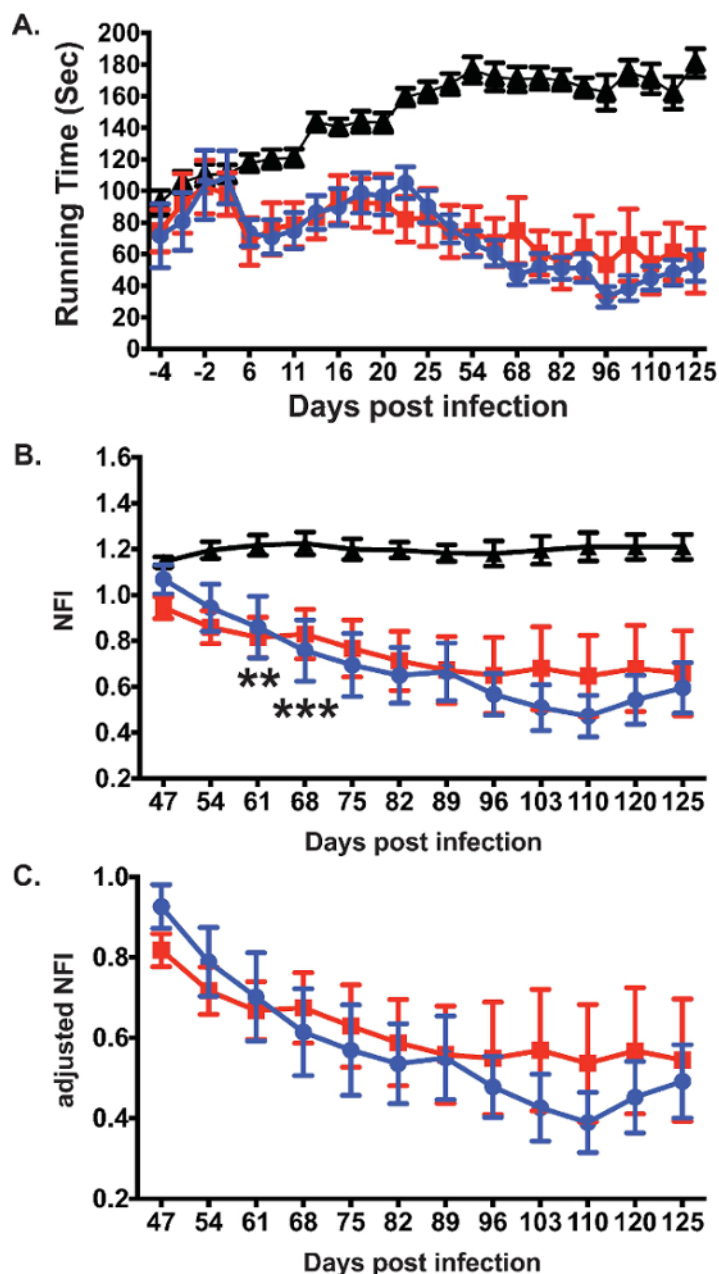 A.
Running Time (Sec)
200
180
160
140
120
100
80
60
40
20
0
-4 -2 6 11 16 20 25 54 68 82 96 110 125
Days post infection
B.
NFI
1.6
1.4
1.2
1.0
0.8
0.6
0.4
0.2
**
***
47 54 61 68 75 82 89 96 103 110 120 125
Days post infection
C.
adjusted NFI
1.0
0.8
0.6
0.4
0.2
47 54 61 68 75 82 89 96 103 110 120 125
Days post infection